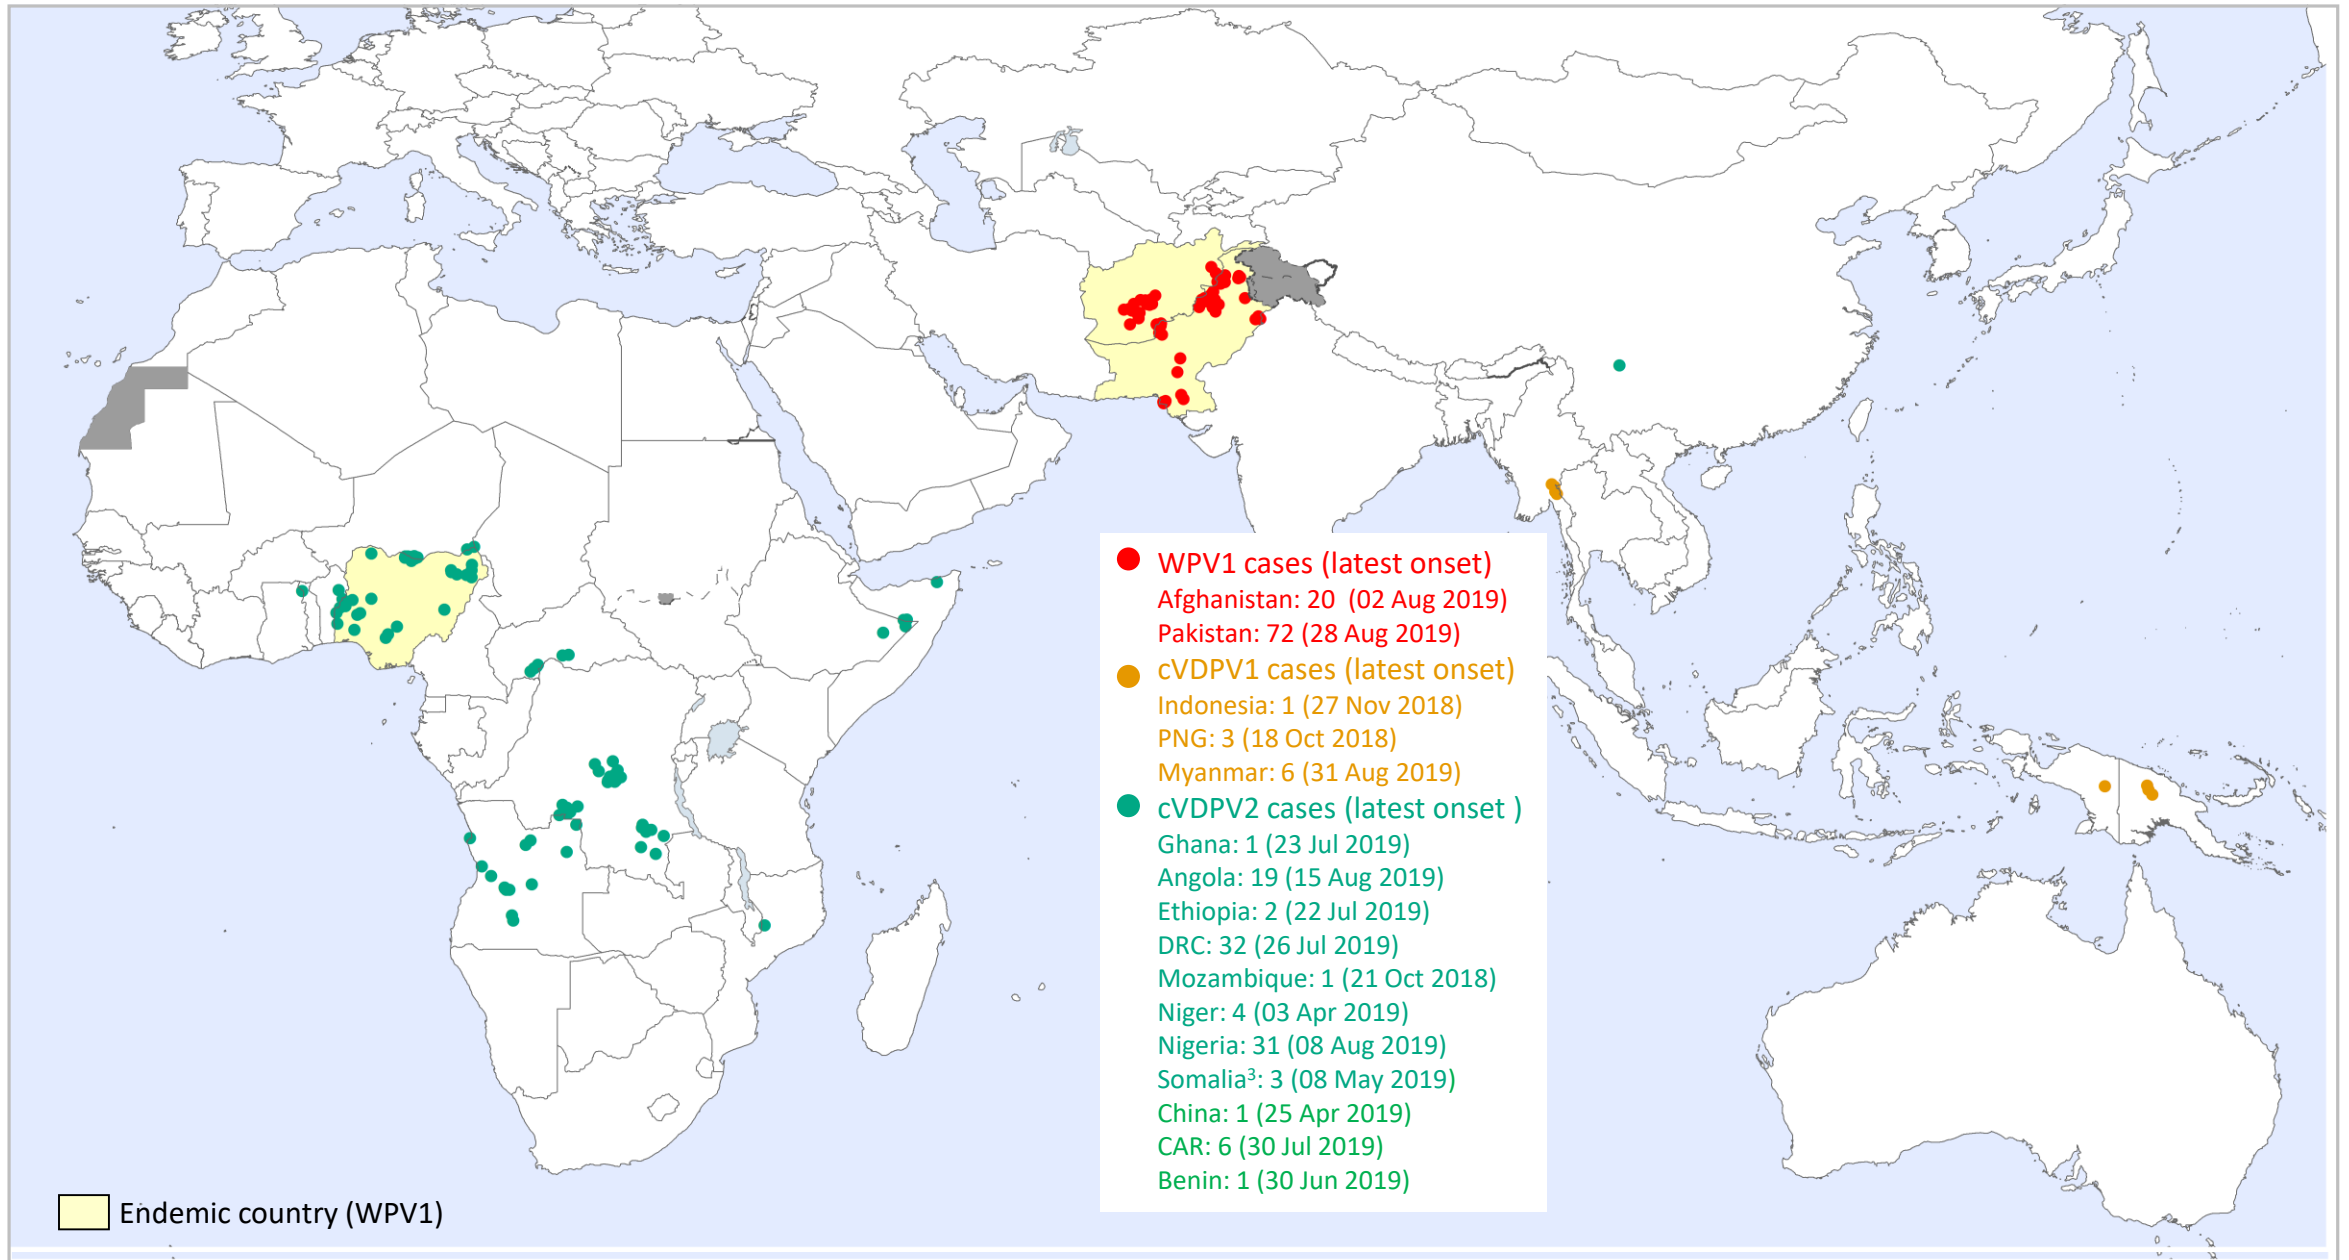 WPV1 cases (latest onset)
Afghanistan: 20 (02 Aug 2019)
Pakistan: 72 (28 Aug 2019)
cVDPV1 cases (latest onset)
Indonesia: 1 (27 Nov 2018)
PNG: 3 (18 Oct 2018)
Myanmar: 6 (31 Aug 2019)
cVDPV2 cases (latest onset )
Ghana: 1 (23 Jul 2019)
Angola: 19 (15 Aug 2019)
Ethiopia: 2 (22 Jul 2019)
DRC: 32 (26 Jul 2019)
Mozambique: 1 (21 Oct 2018)
Niger: 4 (03 Apr 2019)
Nigeria: 31 (08 Aug 2019)
Somalia³: 3 (08 May 2019)
China: 1 (25 Apr 2019)
CAR: 6 (30 Jul 2019)
Benin: 1 (30 Jun 2019)
Endemic country (WPV1)